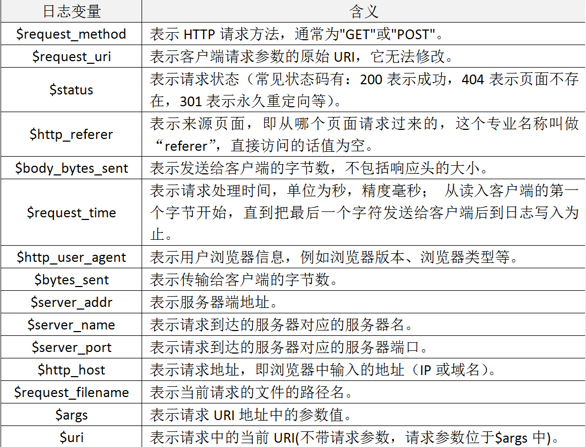 日志变量 含义
$request_method 表示 HTTP 请求方法，通常为"GET"或"POST"。
$request_uri 表示客户端请求参数的原始 URI，它无法修改。
$status 表示请求状态（常见状态码有：200 表示成功，404 表示页面不
存在，301 表示永久重定向等）。
$http_referer 表示来源页面，即从哪个页面请求过来的，这个专业名称叫做
“referer”，直接访问的话值为空。
$body_bytes_sent 表示发送给客户端的字节数，不包括响应头的大小。
$request_time 表示请求处理时间，单位为秒，精度毫秒； 从读入客户端的第一
个字节开始，直到把最后一个字符发送给客户端后到日志写入为
止。
$http_user_agent 表示用户浏览器信息，例如浏览器版本、浏览器类型等。
$bytes_sent 表示传输给客户端的字节数。
$server_addr 表示服务器端地址。
$server_name 表示请求到达的服务器对应的服务器名。
$server_port 表示请求到达的服务器对应的服务器端口。
$http_host 表示请求地址，即浏览器中输入的地址（IP 或域名）。
$request_filename 表示当前请求的文件的路径名。
$args 表示请求 URI 地址中的参数值。
$uri 表示请求中的当前 URI(不带请求参数，请求参数位于$args 中)。